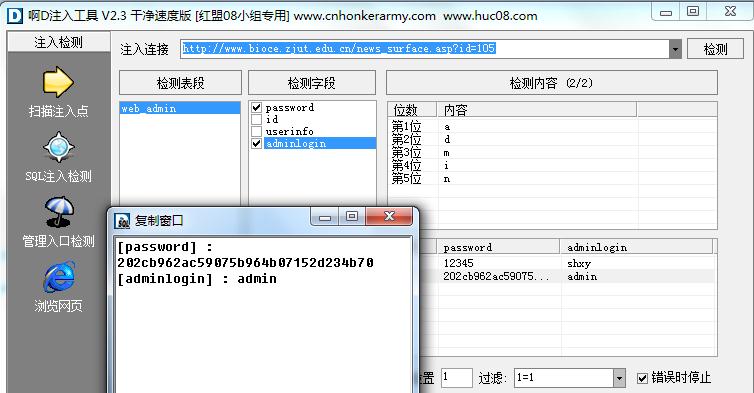 啊D注入工具 V2.3 干净速度版 [红盟08小组专用] www.cnhonkerarmy.com www.huc08.com
注入检测
注入连接
http://www.bioce.zjut.edu.cn/news_surface.asp?id=105
检测
检测表段
检测字段
检测内容 (2/2)
扫描注入点
SQL注入检测
管理入口检测
浏览网页
web_admin
password
id
userinfo
adminlogin
位数 内容
第1位 a
第2位 d
第3位 m
第4位 i
第5位 n
复制窗口
[password] :
202cb962ac59075b964b07152d234b70
[adminlogin] : admin
password adminlogin
12345 shxy
202cb962ac59075... admin
置 1 过滤: 1=1 错误时停止